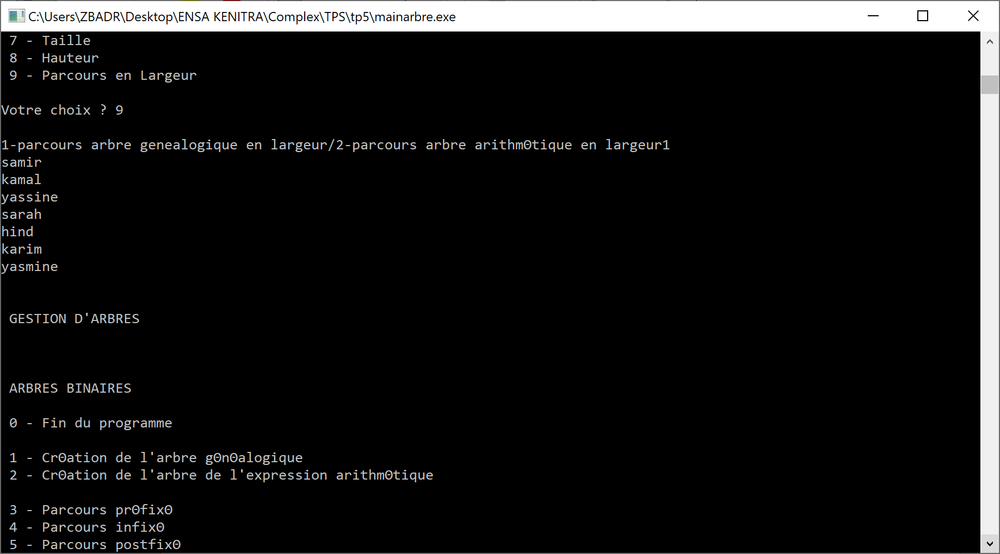 C:\Users\ZBADR\Desktop\ENSA KENITRA\Complex\TPS\tp5\mainarbre.exe
7 - Taille
8 - Hauteur
9 - Parcours en Largeur
Votre choix ? 9
1-parcours arbre genealogique en largeur/2-parcours arbre arithmΘtique en largeur1
samir
kamal
yassine
sarah
hind
karim
yasmine
GESTION D'ARBRES
ARBRES BINAIRES
0 - Fin du programme
1 - CrΘation de l'arbre gΘnΘalogique
2 - CrΘation de l'arbre de l'expression arithmΘtique
3 - Parcours prΘfixΘ
4 - Parcours infixΘ
5 - Parcours postfixΘ